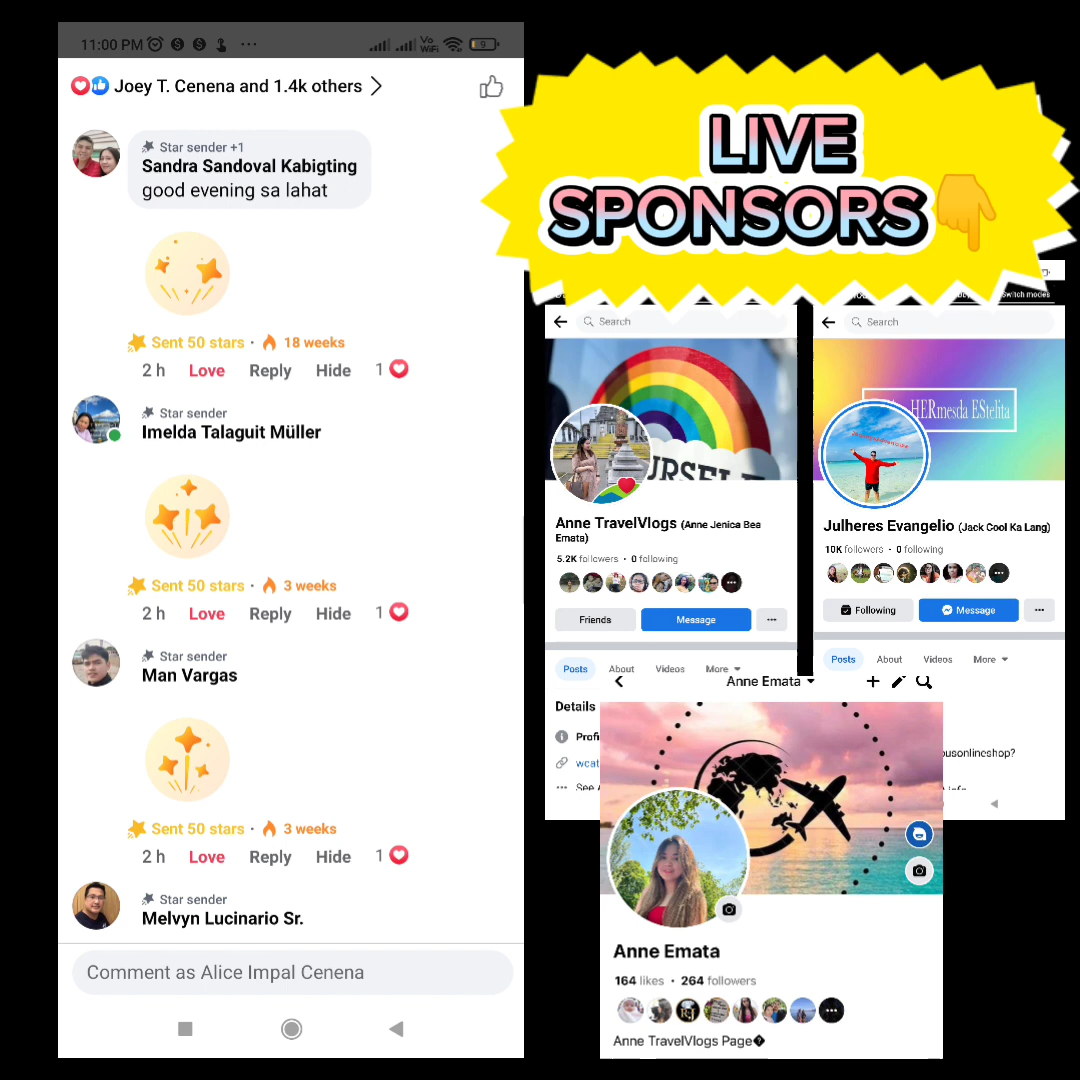 11:00 PM
Vo
WiFi
9
Joey T. Cenena and 1.4k others
Star sender +1
Sandra Sandoval Kabigting
good evening sa lahat
Sent 50 stars · 18 weeks
2 h Love Reply Hide 1
Star sender
Imelda Talaguit Müller
Sent 50 stars · 3 weeks
2 h Love Reply Hide 1
Star sender
Man Vargas
Sent 50 stars · 3 weeks
2 h Love Reply Hide 1
Star sender
Melvyn Lucinario Sr.
Comment as Alice Impal Cenena
LIVE
SPONSORS
Search
URSELF
Anne TravelVlogs (Anne Jenica Bea
Emata)
5.2K followers · 0 following
Friends Message
Posts About Videos More
Details
Switch modes
Search
HERmesda EStelita
Julheres Evangelio (Jack Cool Ka Lang)
10K followers · 0 following
Following Message
Posts About Videos More
Anne Emata
Anne Emata
164 likes · 264 followers
Anne TravelVlogs Page�